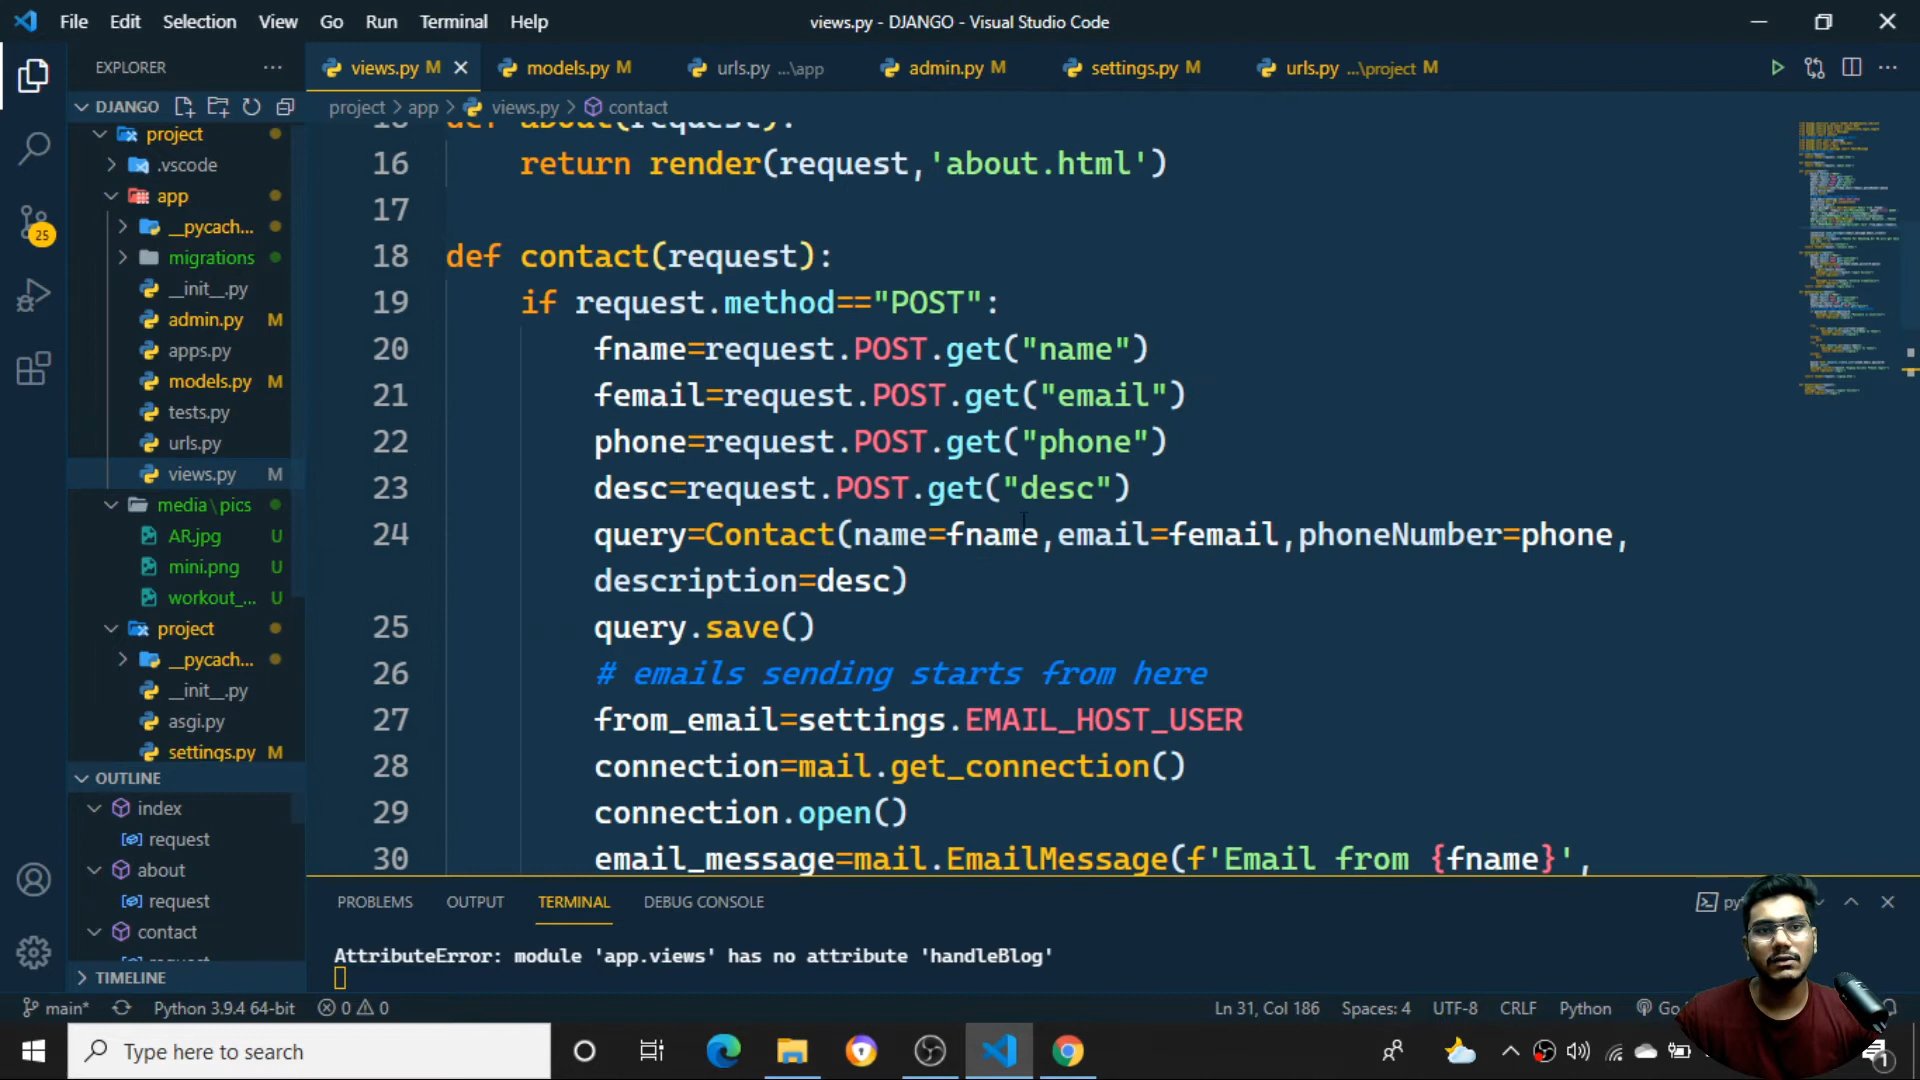 File Edit Selection View Go Run Terminal Help
views.py - DJANGO - Visual Studio Code
EXPLORER
views.py M
models.py M
urls.py ...\app
admin.py M
settings.py M
urls.py ...\project M
DJANGO
project > app > views.py > contact
project
.vscode
app
__pycach...
migrations
__init__.py
admin.py M
apps.py
models.py M
tests.py
urls.py
views.py M
media\pics
AR.jpg U
mini.png U
workout_... U
project
__pycach...
__init__.py
asgi.py
settings.py M
OUTLINE
index
request
about
request
contact
TIMELINE
25
def about(request):
16 return render(request,'about.html')
17
18 def contact(request):
19 if request.method=="POST":
20 fname=request.POST.get("name")
21 femail=request.POST.get("email")
22 phone=request.POST.get("phone")
23 desc=request.POST.get("desc")
24 query=Contact(name=fname,email=femail,phoneNumber=phone,
description=desc)
25 query.save()
26 # emails sending starts from here
27 from_email=settings.EMAIL_HOST_USER
28 connection=mail.get_connection()
29 connection.open()
30 email_message=mail.EmailMessage(f'Email from {fname}',
PROBLEMS OUTPUT TERMINAL DEBUG CONSOLE
AttributeError: module 'app.views' has no attribute 'handleBlog'
main* Python 3.9.4 64-bit 0 0
Ln 31, Col 186 Spaces: 4 UTF-8 CRLF Python
Type here to search
1